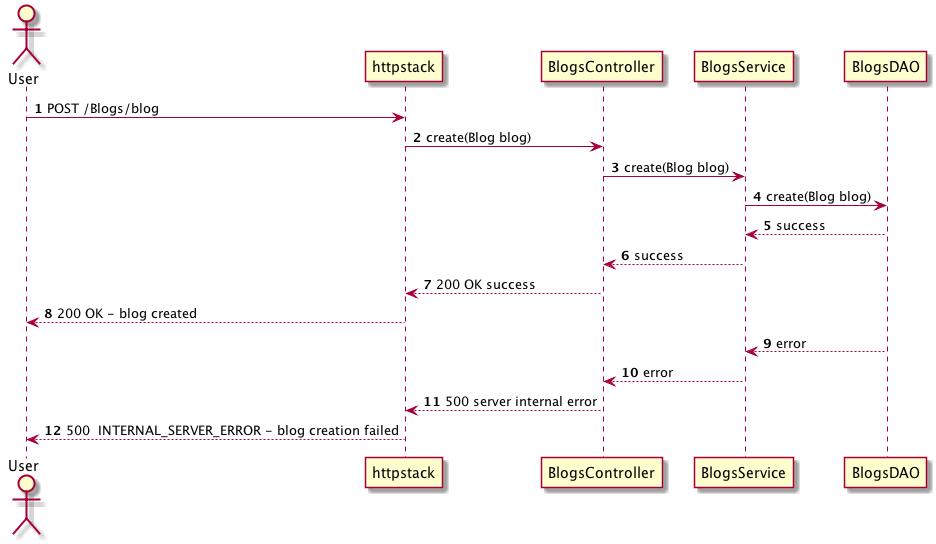 User
httpstack
BlogsController
BlogsService
BlogsDAO
1 POST /Blogs/blog
2 create(Blog blog)
3 create(Blog blog)
4 create(Blog blog)
5 success
6 success
7 200 OK success
8 200 OK - blog created
9 error
10 error
11 500 server internal error
12 500  INTERNAL_SERVER_ERROR - blog creation failed
User
httpstack
BlogsController
BlogsService
BlogsDAO